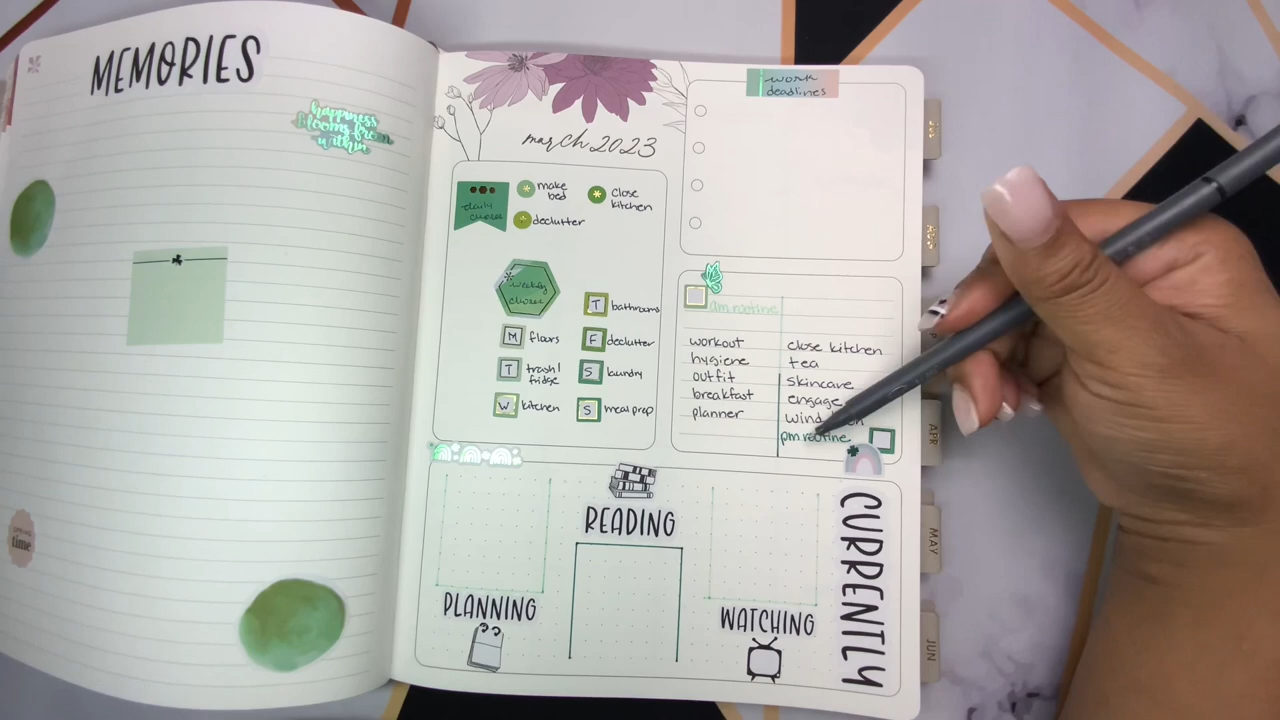 MEMORIES
happiness
blooms from
within
time
march 2023
daily
chores
make
bed
close
kitchen
declutter
weekly
chores
T bathrooms
M floors
F declutter
T trash/
fridge
S laundry
W kitchen
S meal prep
work
deadlines
am routine
workout
hygiene
outfit
breakfast
planner
close kitchen
tea
skincare
engage
wind
pm routine
READING
PLANNING
WATCHING
CURRENTLY
APR
MAY
JUN